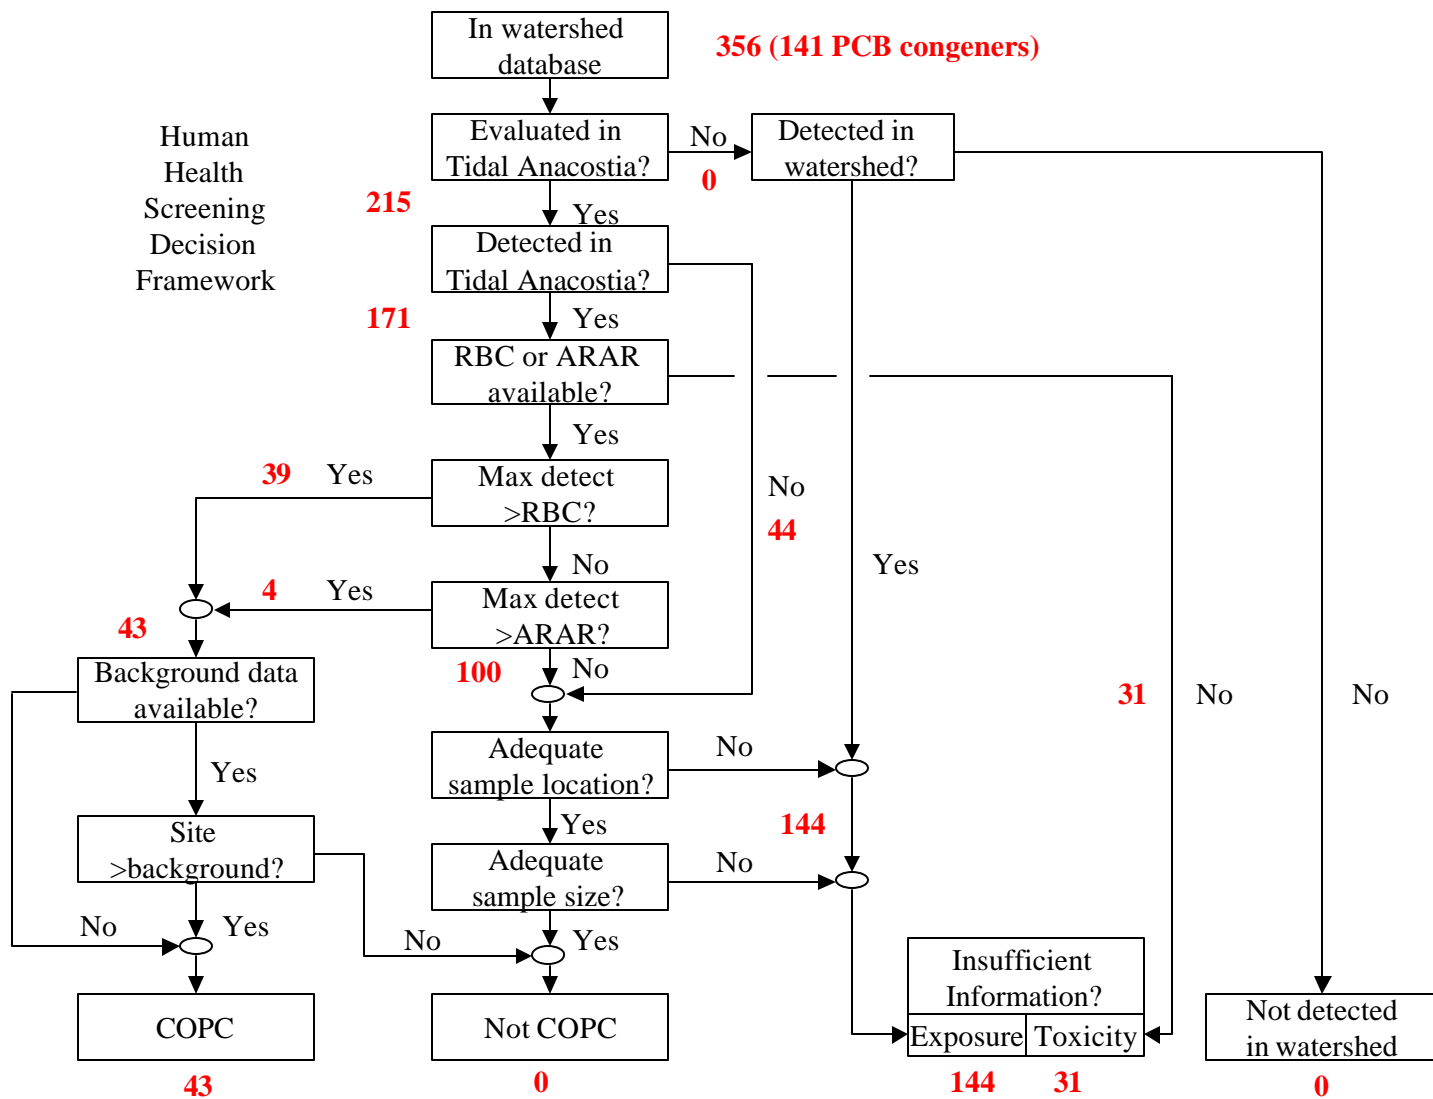 In watershed
database
356 (141 PCB congeners)
Human
Health
Screening
Decision
Framework
Evaluated in
Tidal Anacostia?
No
0
Detected in
watershed?
215
Yes
Detected in
Tidal Anacostia?
171
Yes
RBC or ARAR
available?
Yes
39
Yes
Max detect
>RBC?
No
44
No
Yes
4
Yes
Max detect
>ARAR?
43
100
No
Background data
available?
31
No
No
Yes
Adequate
sample location?
No
Yes
144
Site
>background?
Adequate
sample size?
No
No
Yes
No
Yes
Insufficient
Information?
Exposure
Toxicity
COPC
Not COPC
Not detected
in watershed
43
0
144
31
0